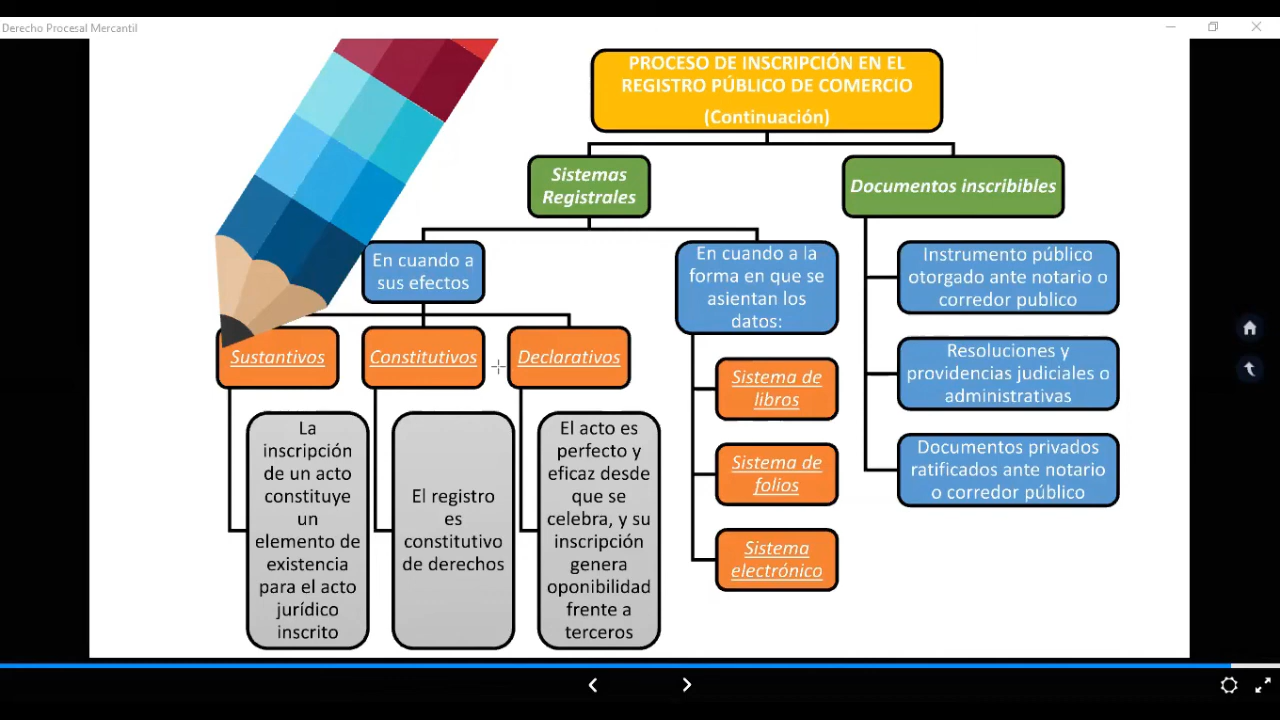 Derecho Procesal Mercantil
PROCESO DE INSCRIPCIÓN EN EL
REGISTRO PÚBLICO DE COMERCIO
(Continuación)
Sistemas
Registrales
Documentos inscribibles
En cuando a
sus efectos
En cuando a la
forma en que se
asientan los
datos:
Instrumento público
otorgado ante notario o
corredor publico
Resoluciones y
providencias judiciales o
administrativas
Documentos privados
ratificados ante notario
o corredor público
Sustantivos
Constitutivos
Declarativos
Sistema de
libros
Sistema de
folios
Sistema
electrónico
La
inscripción
de un acto
constituye
un
elemento de
existencia
para el acto
jurídico
inscrito
El registro
es
constitutivo
de derechos
El acto es
perfecto y
eficaz desde
que se
celebra, y su
inscripción
genera
oponibilidad
frente a
terceros